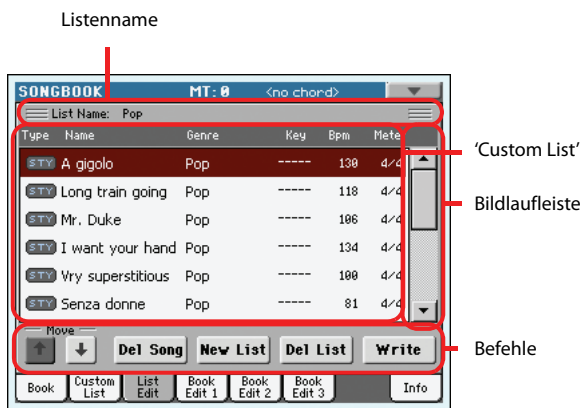 Listenname
SONGBOOK MT: 0 <no chord>
List Name: Pop
Type Name Genre Key Bpm Mete
STY A gigolo Pop ----- 130 4/4
STY Long train going Pop ----- 118 4/4
STY Mr. Duke Pop ----- 106 4/4
STY I want your hand Pop ----- 134 4/4
STY Vry superstitious Pop ----- 100 4/4
STY Senza donne Pop ----- 81 4/4
'Custom List'
Bildlaufleiste
Move
Del Song New List Del List Write
Befehle
Book Custom List List Edit Book Edit 1 Book Edit 2 Book Edit 3 Info